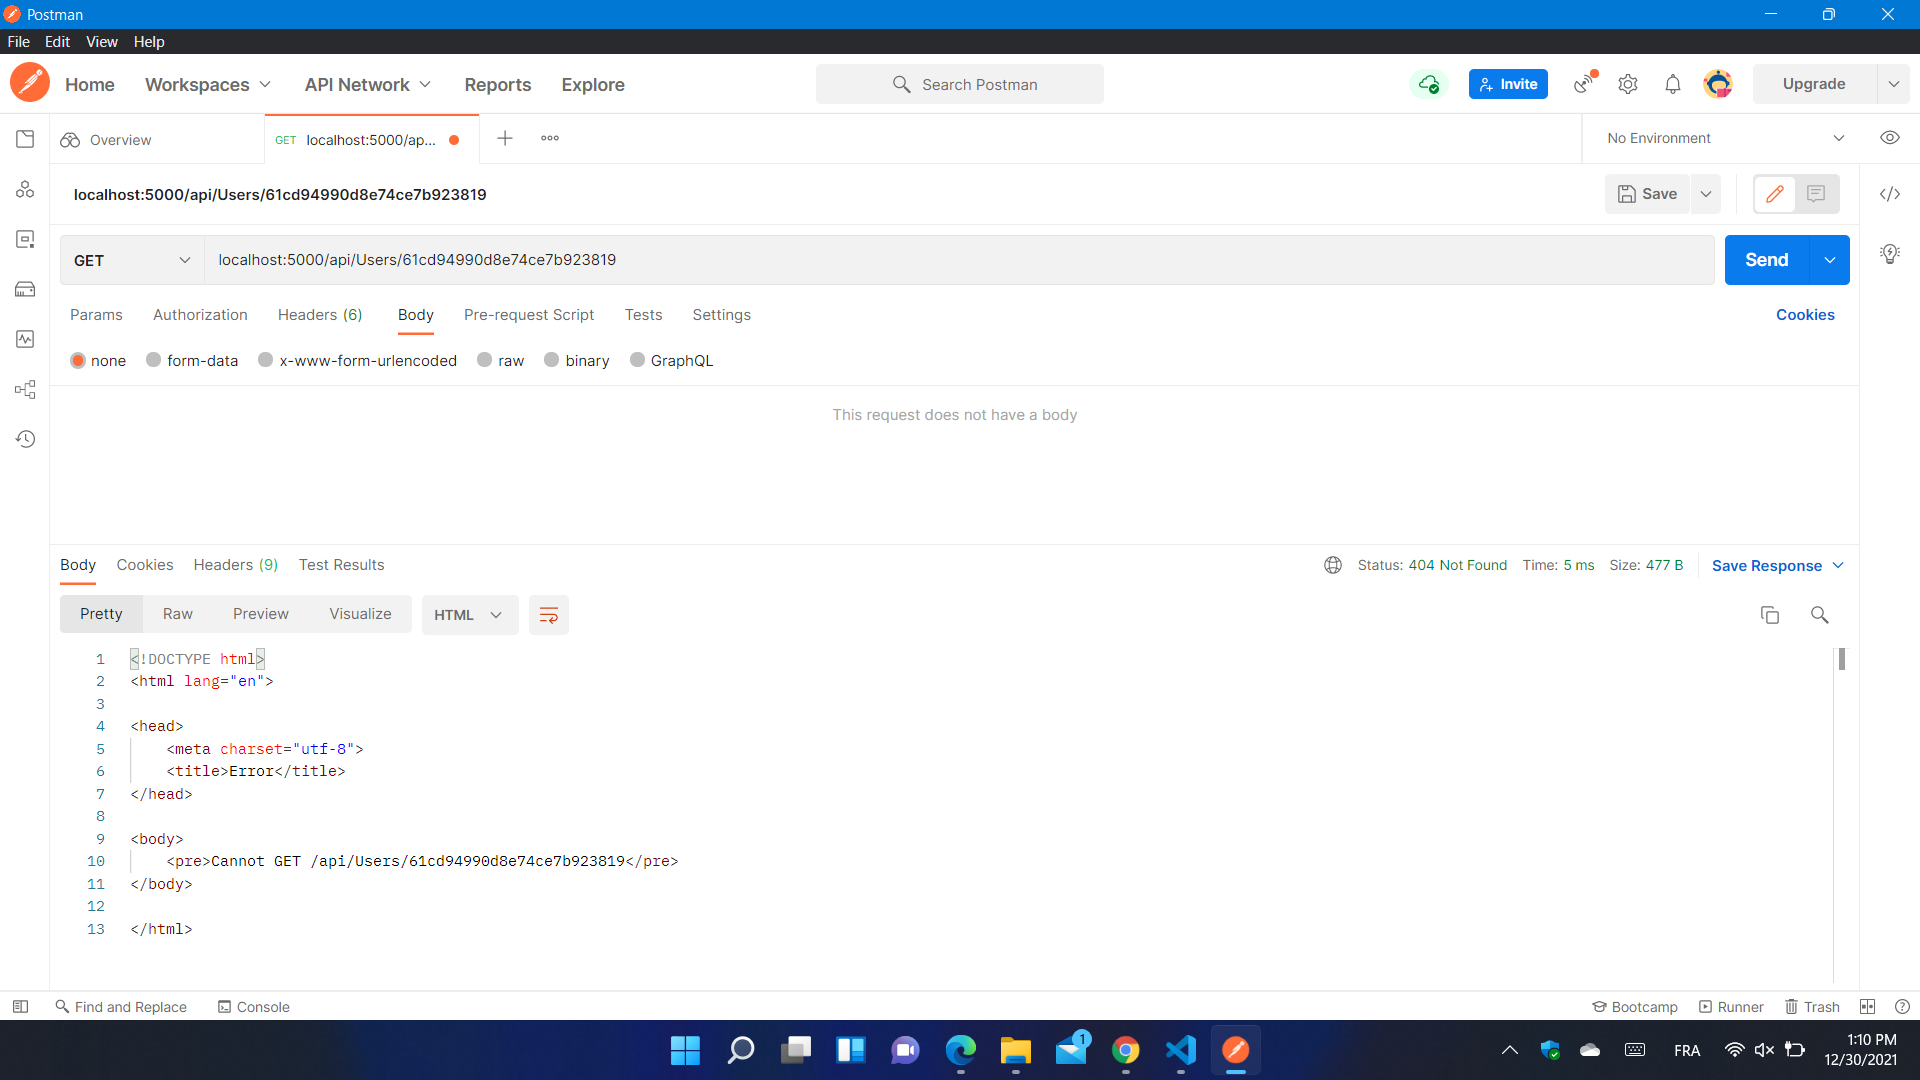 Postman
File Edit View Help
Home Workspaces API Network Reports Explore Search Postman Invite Upgrade
Overview GET localhost:5000/ap... No Environment
localhost:5000/api/Users/61cd94990d8e74ce7b923819 Save
GET localhost:5000/api/Users/61cd94990d8e74ce7b923819 Send
Params Authorization Headers (6) Body Pre-request Script Tests Settings Cookies
none form-data x-www-form-urlencoded raw binary GraphQL
This request does not have a body
Body Cookies Headers (9) Test Results Status: 404 Not Found Time: 5 ms Size: 477 B Save Response
Pretty Raw Preview Visualize HTML
1 <!DOCTYPE html>
2 <html lang="en">
3
4 <head>
5 <meta charset="utf-8">
6 <title>Error</title>
7 </head>
8
9 <body>
10 <pre>Cannot GET /api/Users/61cd94990d8e74ce7b923819</pre>
11 </body>
12
13 </html>
Find and Replace Console Bootcamp Runner Trash
1
FRA
1:10 PM
12/30/2021